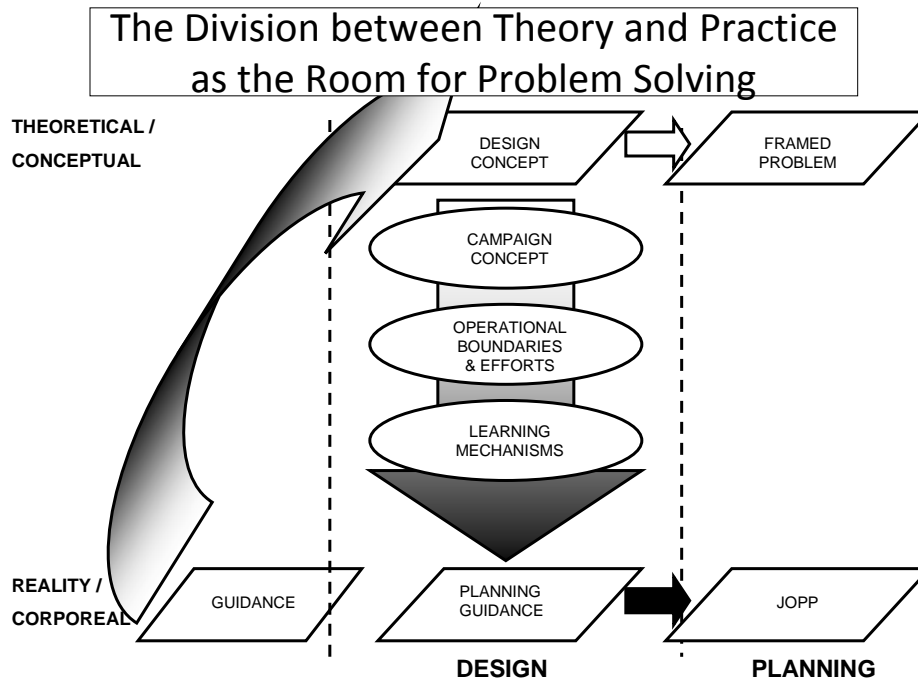 The Division between Theory and Practice
as the Room for Problem Solving
THEORETICAL /
CONCEPTUAL
DESIGN
CONCEPT
FRAMED
PROBLEM
CAMPAIGN
CONCEPT
OPERATIONAL
BOUNDARIES
& EFFORTS
LEARNING
MECHANISMS
REALITY /
CORPOREAL
GUIDANCE
PLANNING
GUIDANCE
JOPP
DESIGN
PLANNING